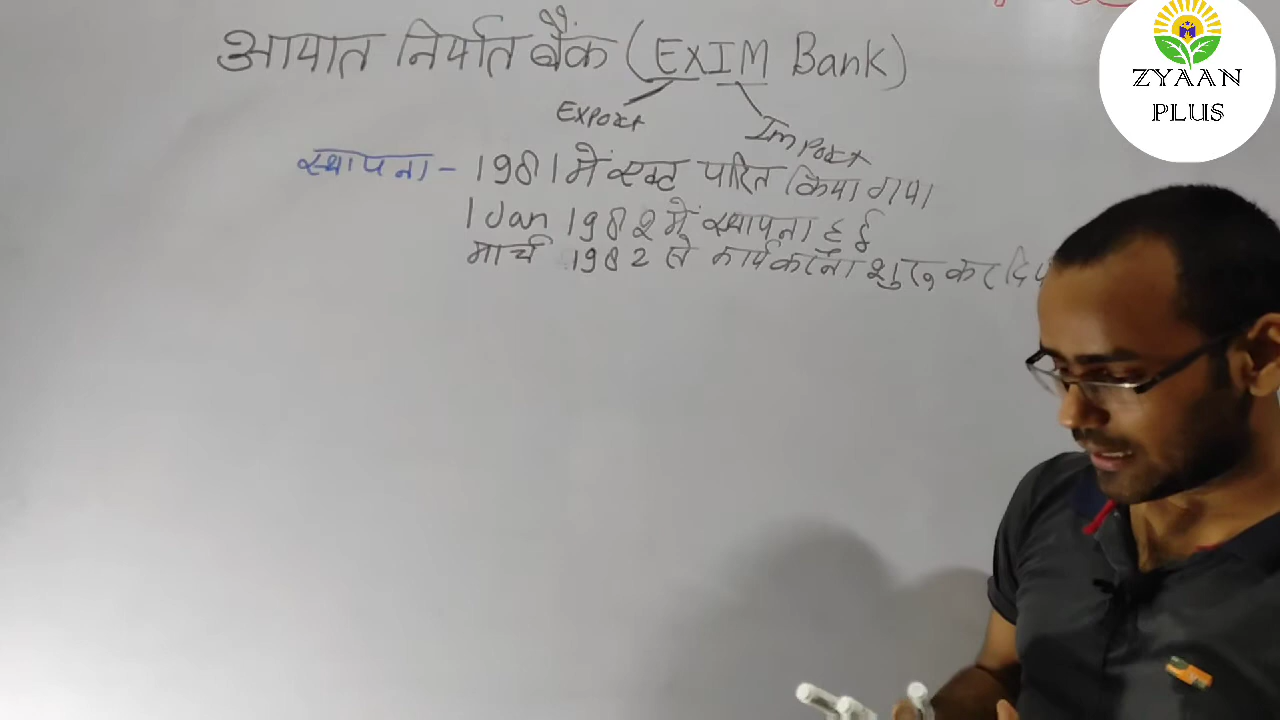 आयात निर्यात बैंक (EXIM Bank)
Export
Import
स्थापना - 1981 में एक्ट पारित किया गया
1 Jan 1982 में स्थापना हुई
मार्च 1982 से कार्य करना शुरू कर
ZYAAN
PLUS